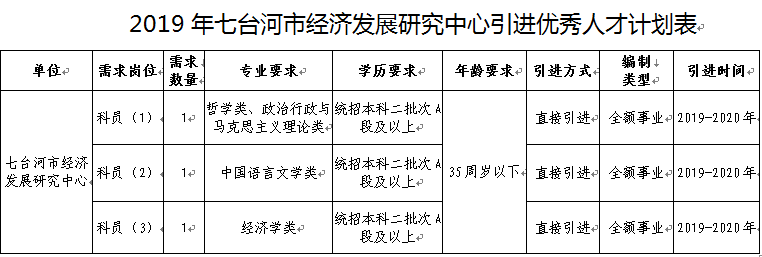 2019 年七台河市经济发展研究中心引进优秀人才计划表
单位 需求岗位 需求数量 专业要求 学历要求 年龄要求 引进方式 编制类型 引进时间
七台河市经济发展研究中心 科员（1） 1 哲学类、政治行政与马克思主义理论类 统招本科二批次A段及以上 35周岁以下 直接引进 全额事业 2019-2020年
科员（2） 1 中国语言文学类 统招本科二批次A段及以上 直接引进 全额事业 2019-2020年
科员（3） 1 经济学类 统招本科二批次A段及以上 直接引进 全额事业 2019-2020年